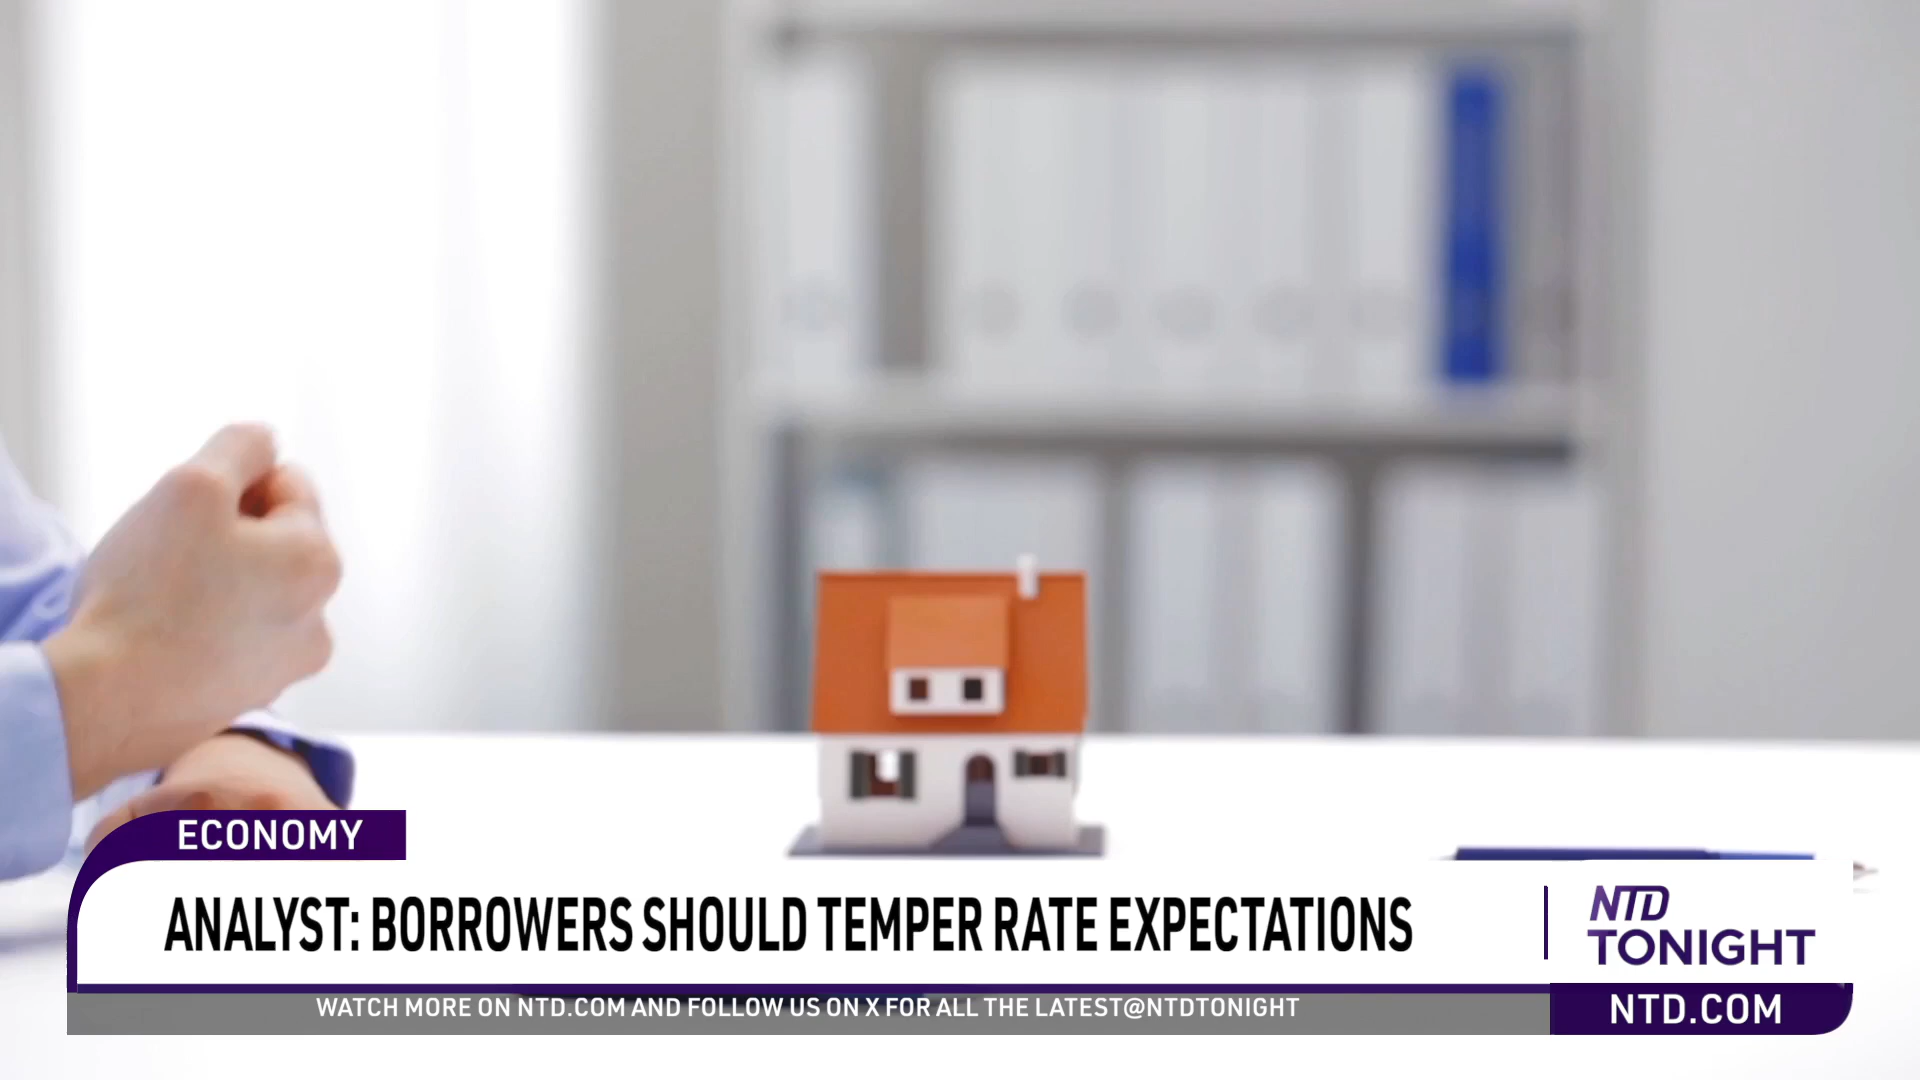 ECONOMY
ANALYST: BORROWERS SHOULD TEMPER RATE EXPECTATIONS
NTD
TONIGHT
WATCH MORE ON NTD.COM AND FOLLOW US ON X FOR ALL THE LATEST@NTDTONIGHT
NTD.COM